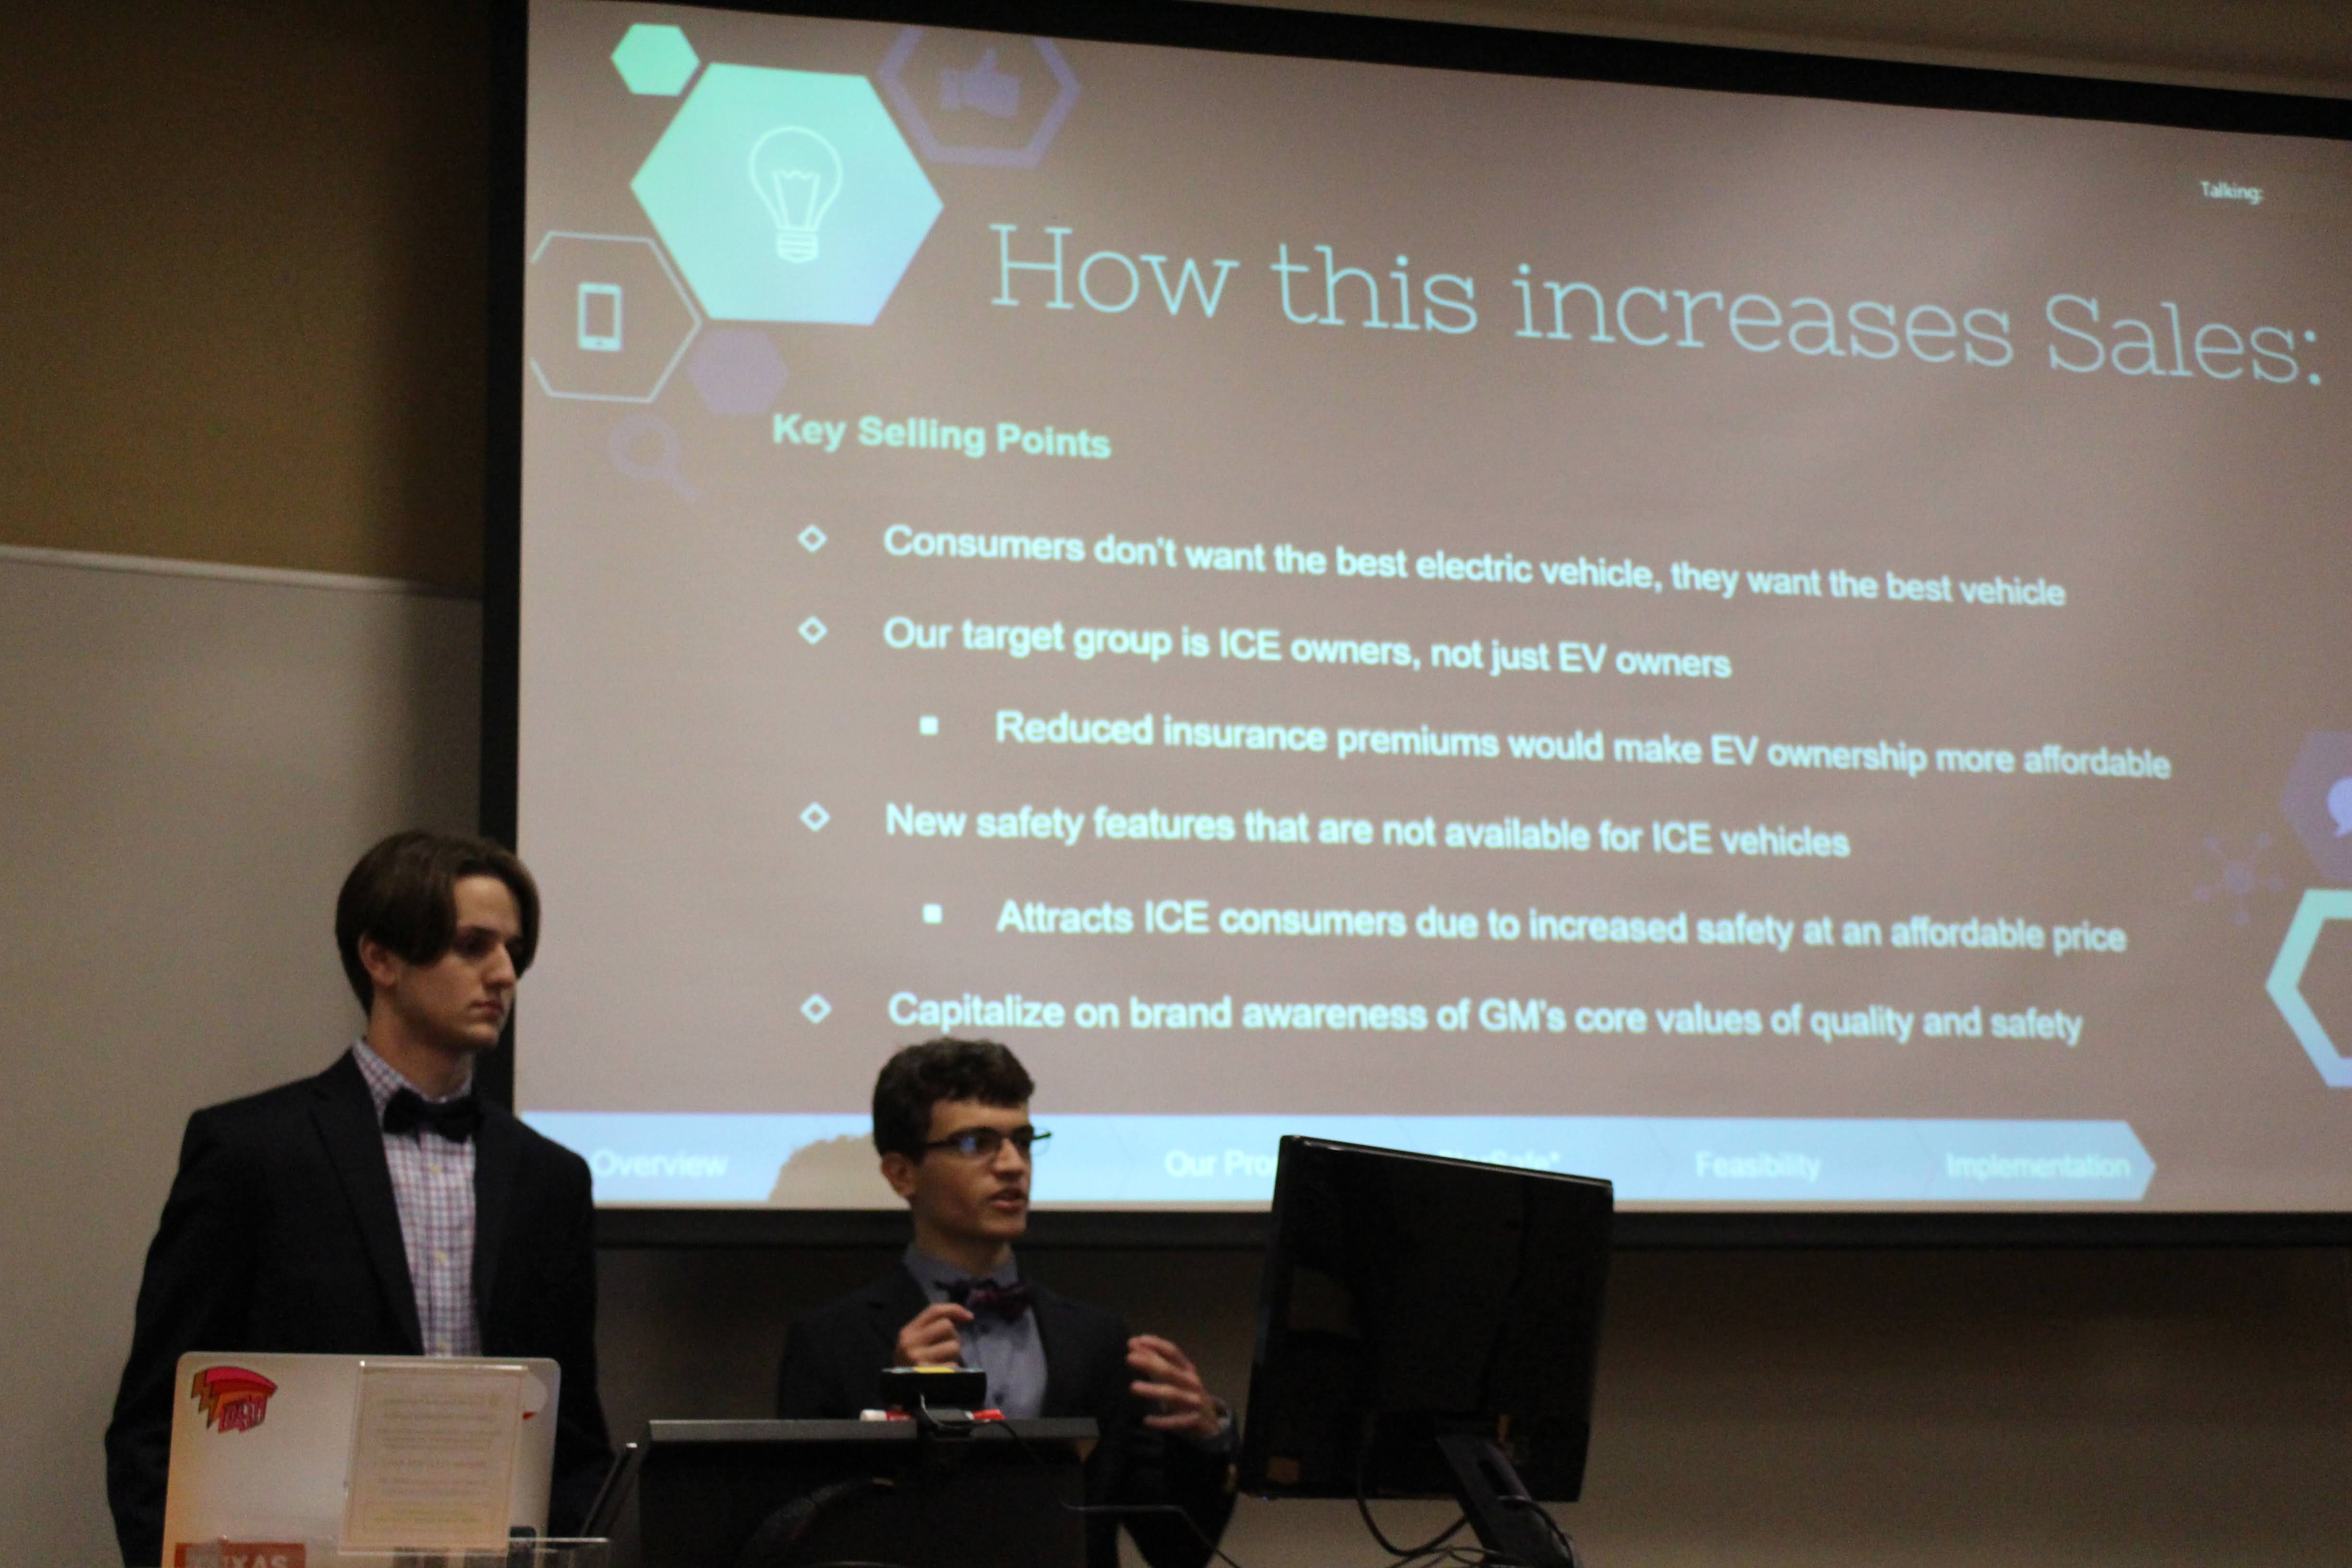 Talking:
How this increases Sales:
Key Selling Points
Consumers don't want the best electric vehicle, they want the best vehicle
Our target group is ICE owners, not just EV owners
Reduced insurance premiums would make EV ownership more affordable
New safety features that are not available for ICE vehicles
Attracts ICE consumers due to increased safety at an affordable price
Capitalize on brand awareness of GM's core values of quality and safety
Overview Our Feasibility Implementation